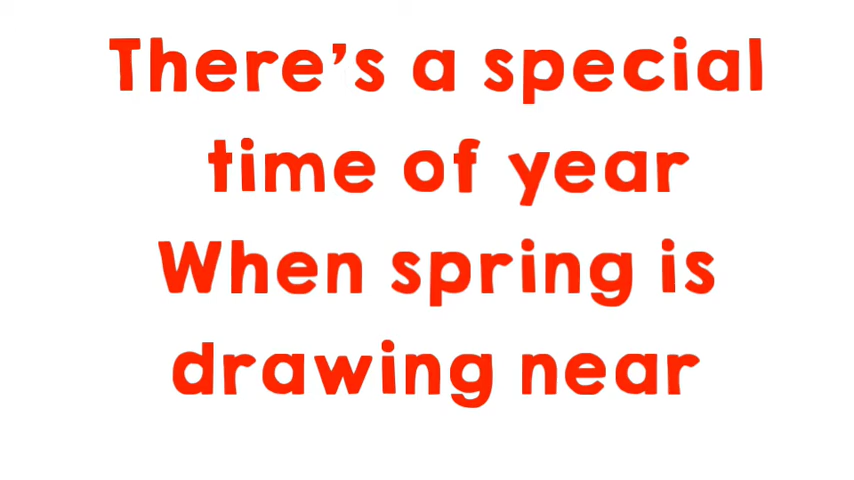 There’s a special
time of year
When spring is
drawing near